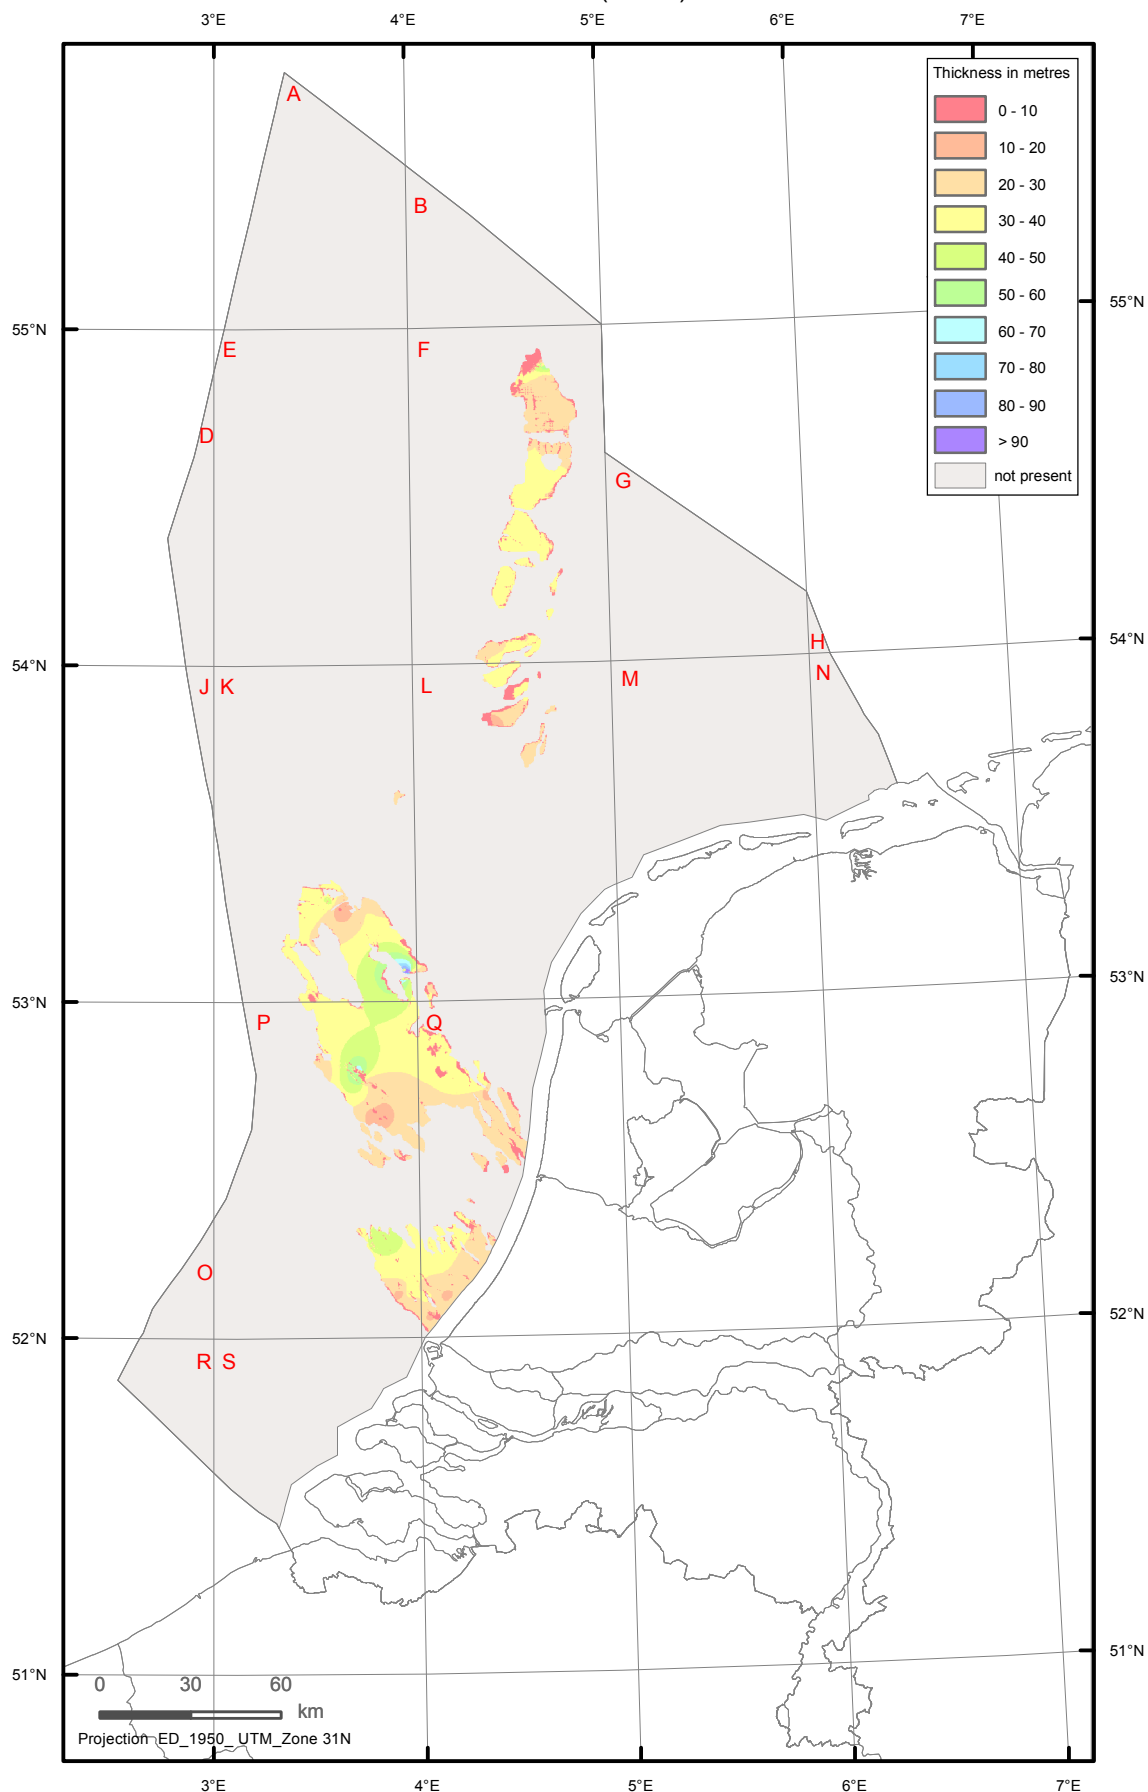 3°E 4°E 5°E 6°E 7°E
Thickness in metres
0 - 10
10 - 20
20 - 30
30 - 40
40 - 50
50 - 60
60 - 70
70 - 80
80 - 90
> 90
not present
A
B
55°N 55°N
E F
D
G
H
54°N 54°N
J K L M N
53°N 53°N
P Q
O
52°N 52°N
R S
51°N 51°N
0 30 60
km
Projection ED_1950_ UTM_Zone 31N
3°E 4°E 5°E 6°E 7°E